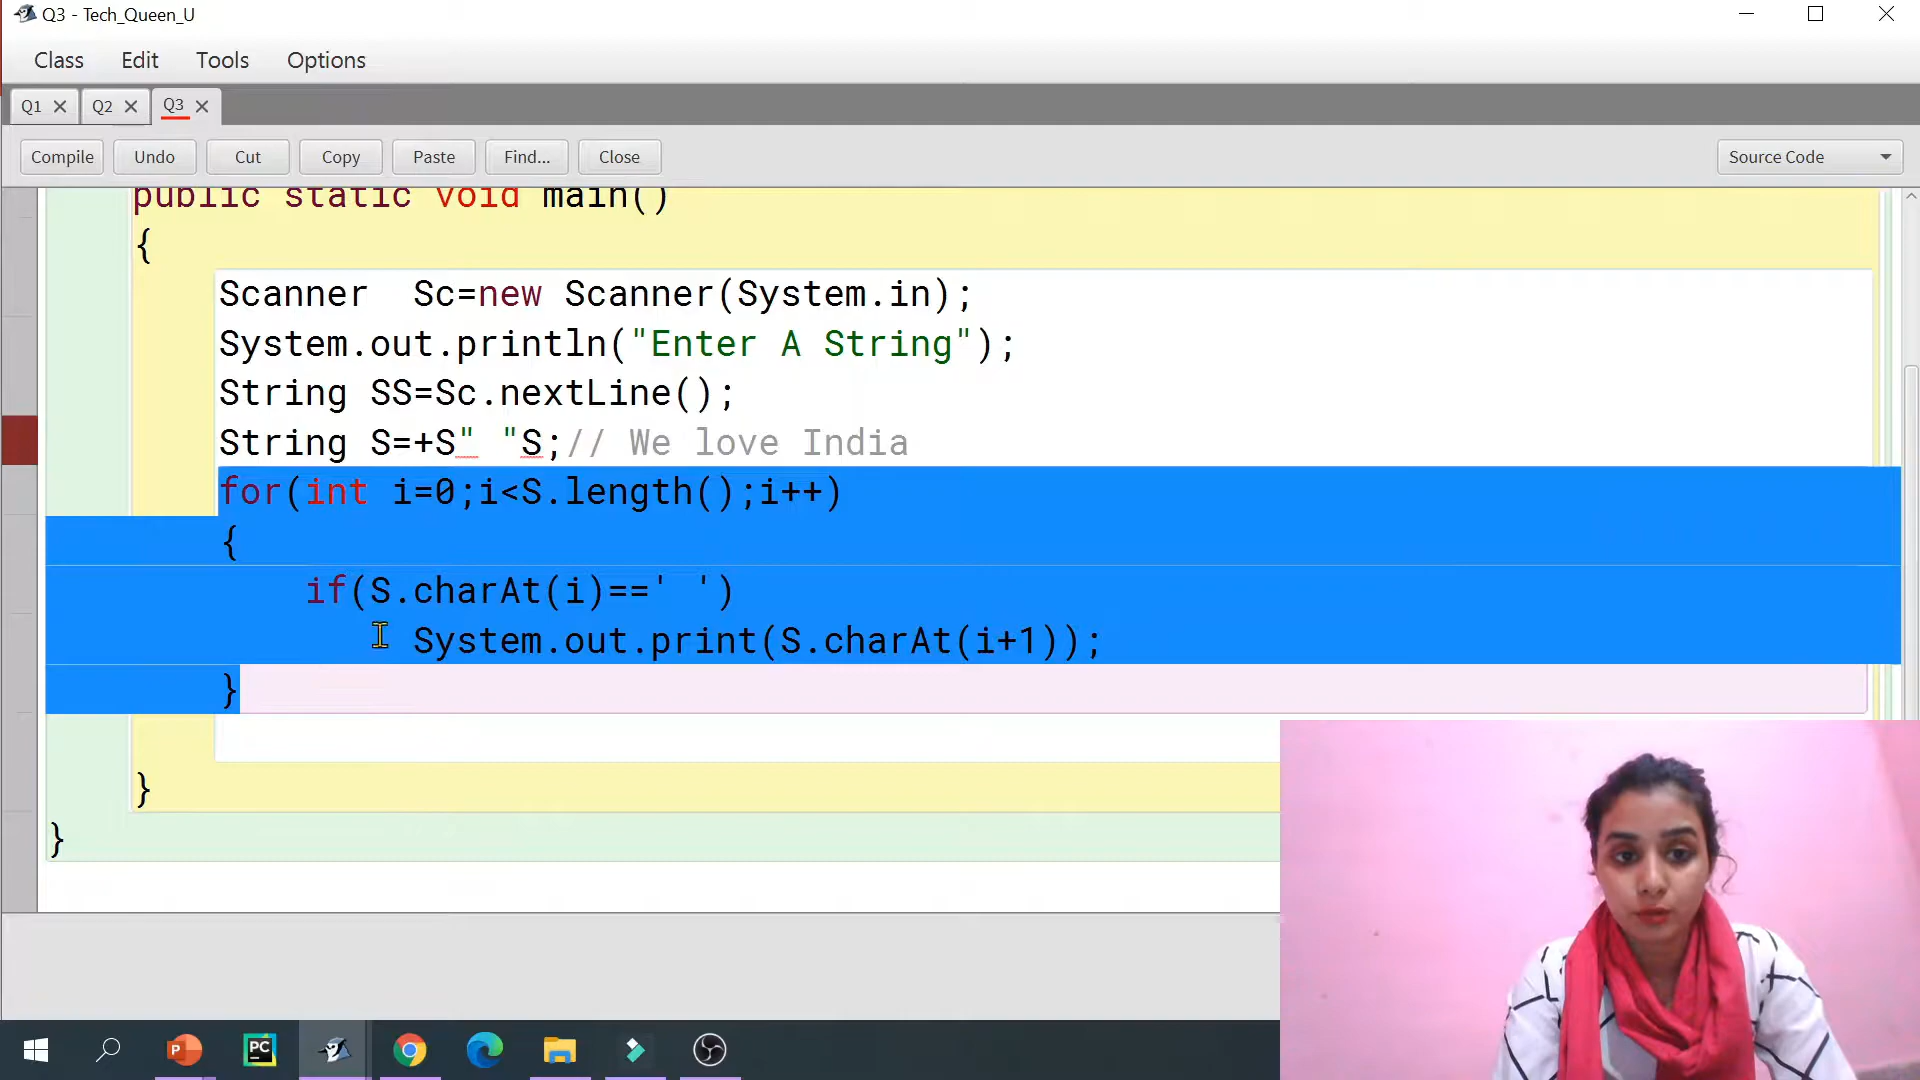 Q3 - Tech_Queen_U
Class Edit Tools Options
Q1 Q2 Q3
Compile Undo Cut Copy Paste Find... Close Source Code
public static void main()
{
Scanner  Sc=new Scanner(System.in);
System.out.println("Enter A String");
String SS=Sc.nextLine();
String S=+S" "S;// We love India
for(int i=0;i<S.length();i++)
{
if(S.charAt(i)==' ')
System.out.print(S.charAt(i+1));
}
}
}
P PC